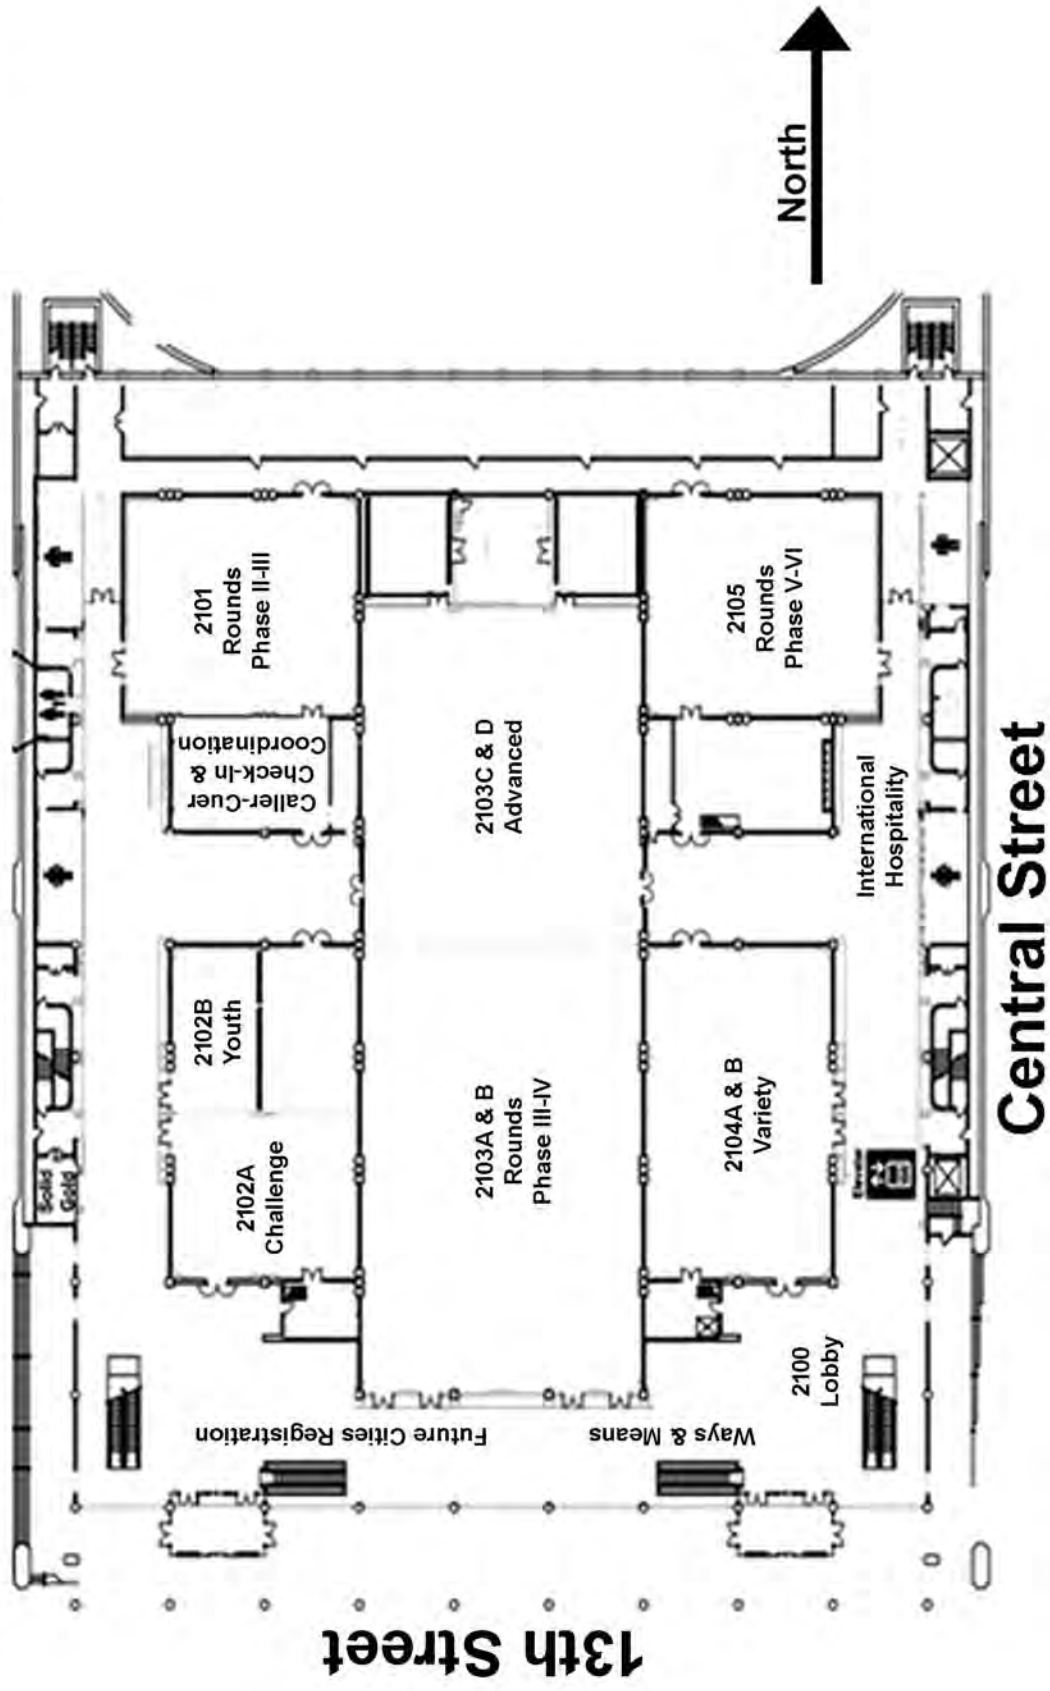 North
2101
Rounds
Phase II-III
2105
Rounds
Phase V-VI
Caller-Cuer
Check-In &
Coordination
2103C & D
Advanced
International
Hospitality
2102B
Youth
2102A
Challenge
2103A & B
Rounds
Phase III-IV
2104A & B
Variety
Solid
Gold
Elevator
2100
Lobby
Future Cities Registration
Ways & Means
13th Street
Central Street